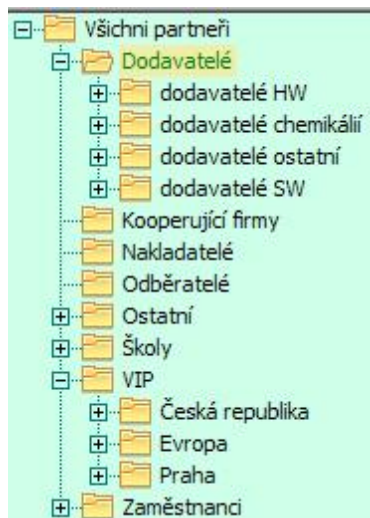 Všichni partneři
Dodavatelé
dodavatelé HW
dodavatelé chemikálií
dodavatelé ostatní
dodavatelé SW
Kooperující firmy
Nakladatelé
Odběratelé
Ostatní
Školy
VIP
Česká republika
Evropa
Praha
Zaměstnanci